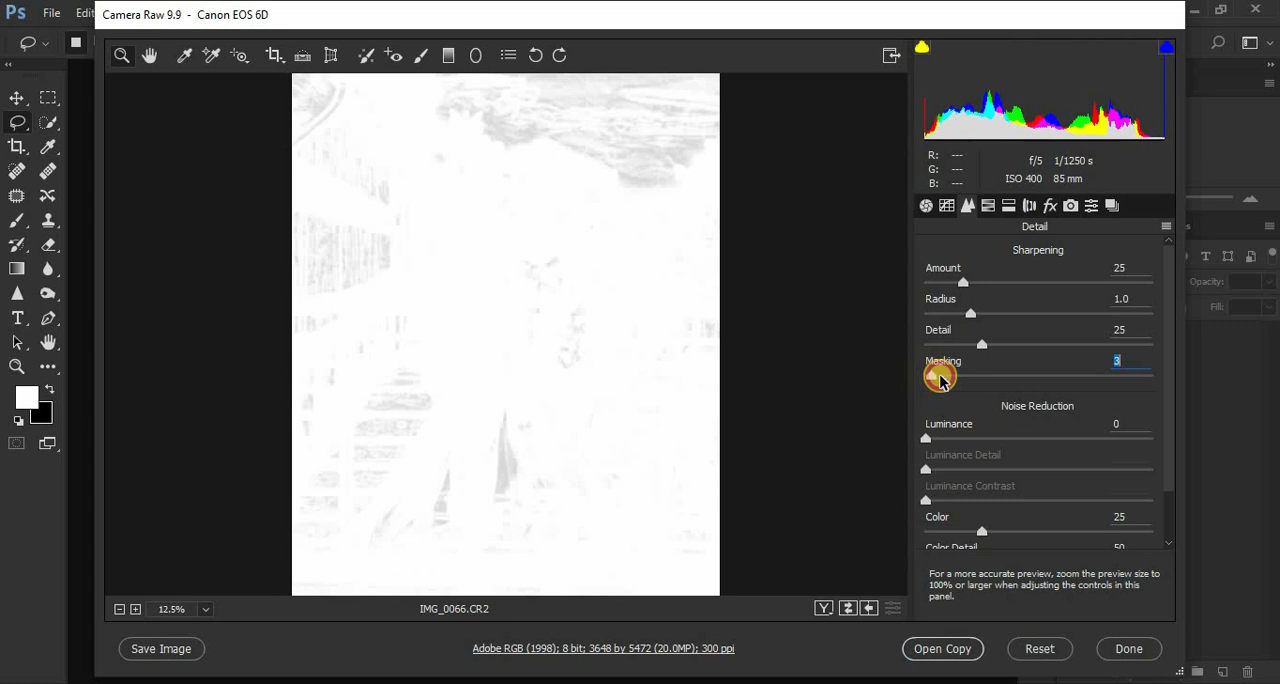 Ps File Edi
Camera Raw 9.9 - Canon EOS 6D
R: ---
G: ---
B: ---
f/5 1/1250 s
ISO 400 85 mm
fx
Detail
Sharpening
Amount 25
Radius 1.0
Detail 25
Masking 3
Noise Reduction
Luminance 0
Luminance Detail
Luminance Contrast
Color 25
Color Detail 50
For a more accurate preview, zoom the preview size to
100% or larger when adjusting the controls in this
panel.
Opacity:
Fill:
12.5%
IMG_0066.CR2
Y
Save Image
Adobe RGB (1998); 8 bit; 3648 by 5472 (20.0MP); 300 ppi
Open Copy
Reset
Done